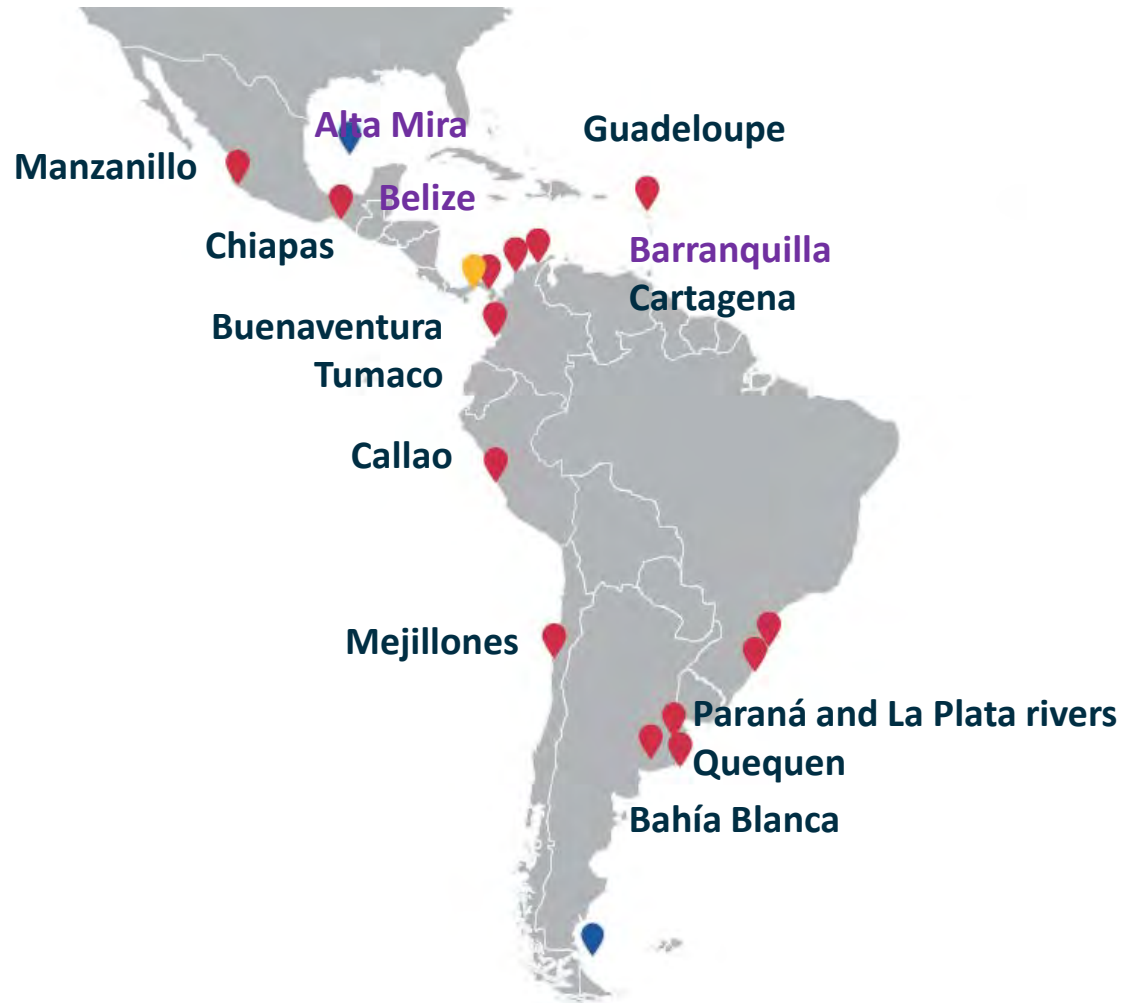 Alta Mira
Guadeloupe
Manzanillo
Belize
Chiapas
Barranquilla
Cartagena
Buenaventura
Tumaco
Callao
Mejillones
Paraná and La Plata rivers
Quequen
Bahía Blanca